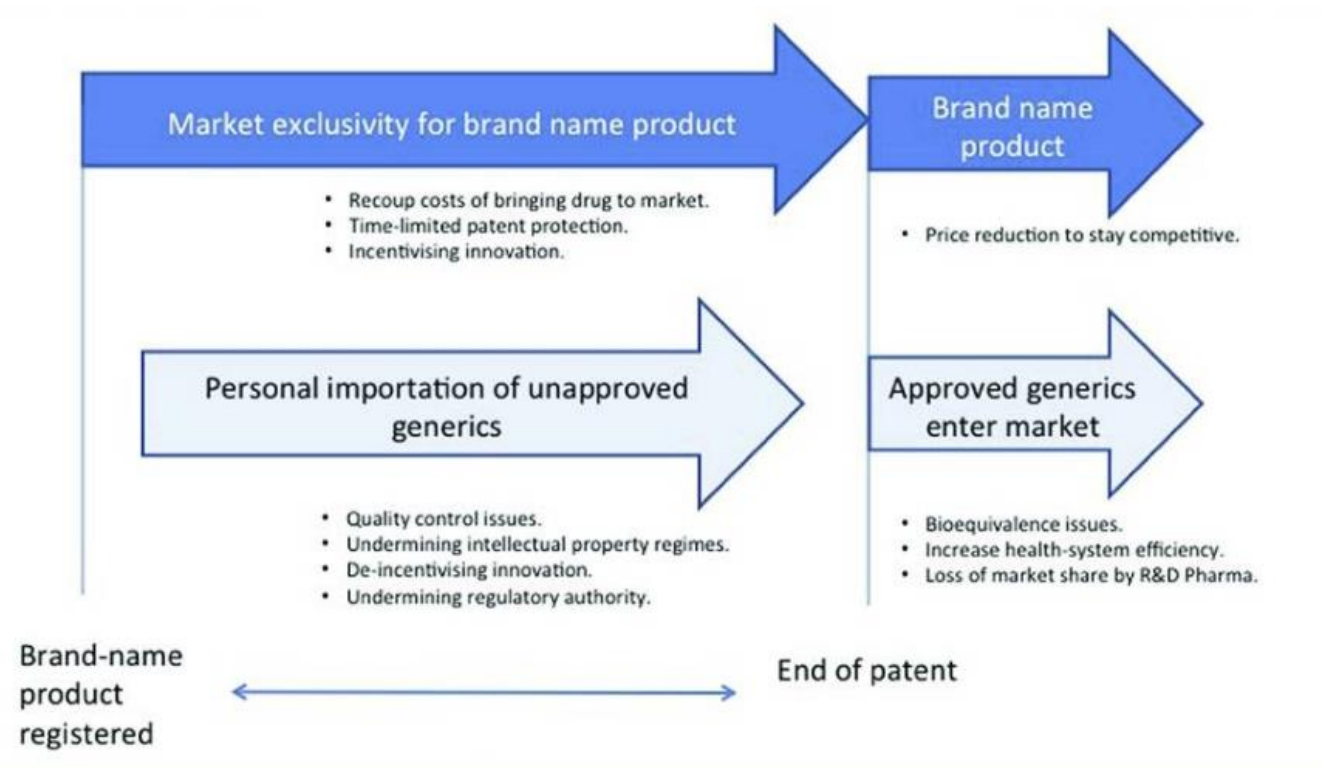 Market exclusivity for brand name product
Brand name
product
• Recoup costs of bringing drug to market.
• Time-limited patent protection.
• Incentivising innovation.
• Price reduction to stay competitive.
Personal importation of unapproved
generics
Approved generics
enter market
• Quality control issues.
• Undermining intellectual property regimes.
• De-incentivising innovation.
• Undermining regulatory authority.
• Bioequivalence issues.
• Increase health-system efficiency.
• Loss of market share by R&D Pharma.
Brand-name
product
registered
End of patent